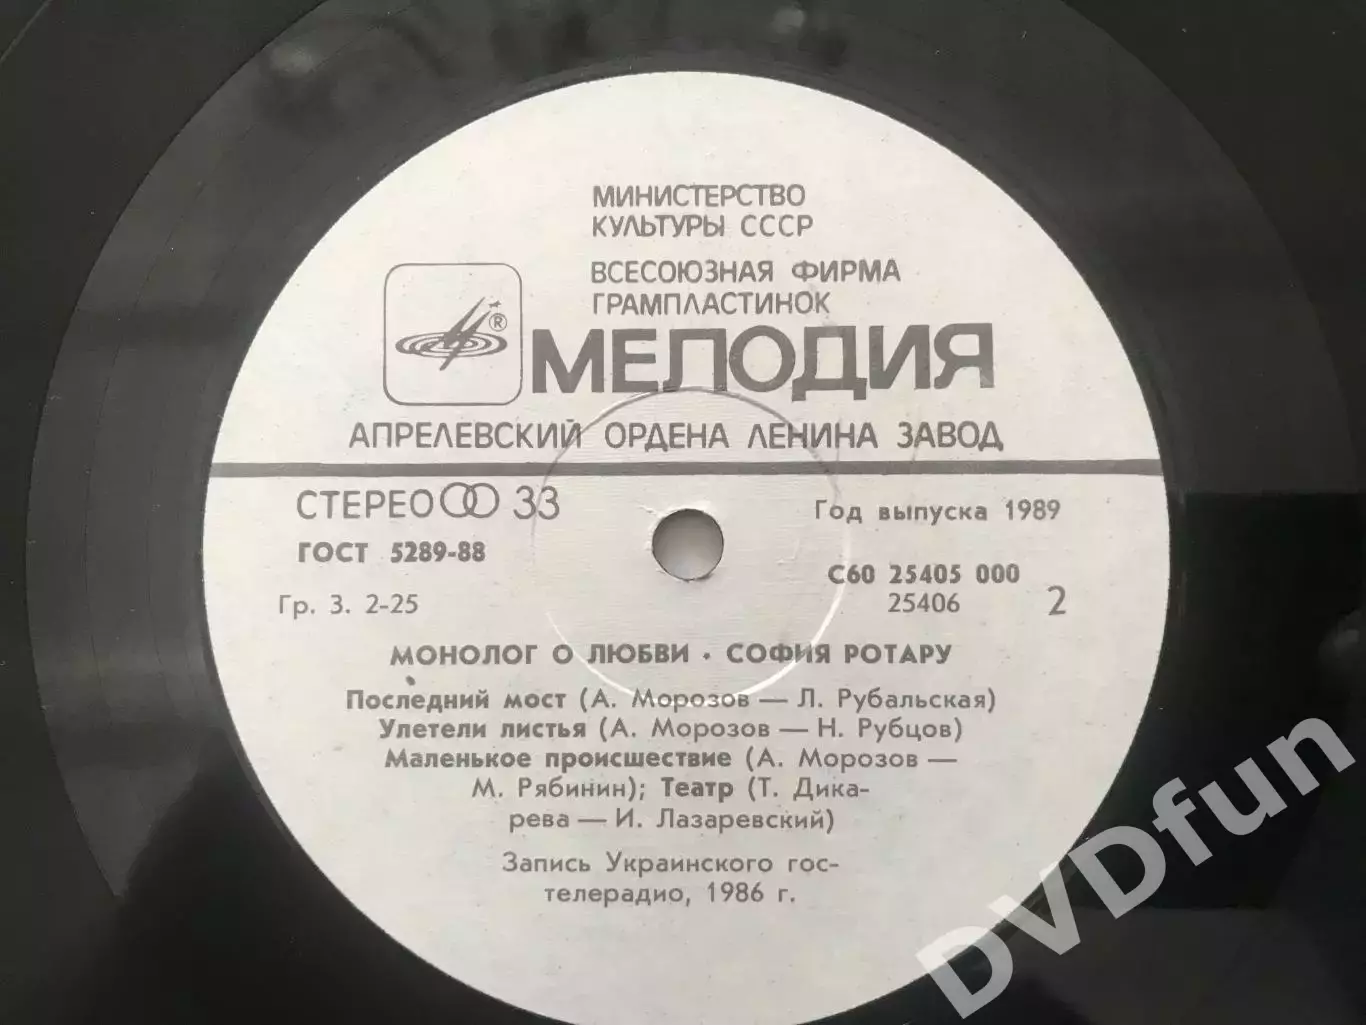 МИНИСТЕРСТВО
КУЛЬТУРЫ СССР
ВСЕСОЮЗНАЯ ФИРМА
ГРАМПЛАСТИНОК
®
МЕЛОДИЯ
АПРЕЛЕВСКИЙ ОРДЕНА ЛЕНИНА ЗАВОД
СТЕРЕО 33
Год выпуска 1989
ГОСТ 5289-88
С60 25405 000
Гр. 3. 2-25
25406
2
МОНОЛОГ О ЛЮБВИ • СОФИЯ РОТАРУ
Последний мост (А. Морозов — Л. Рубальская)
Улетели листья (А. Морозов — Н. Рубцов)
Маленькое происшествие (А. Морозов —
М. Рябинин); Театр (Т. Дика-
рева — И. Лазаревский)
Запись Украинского гос-
телерадио, 1986 г.
DVDfun